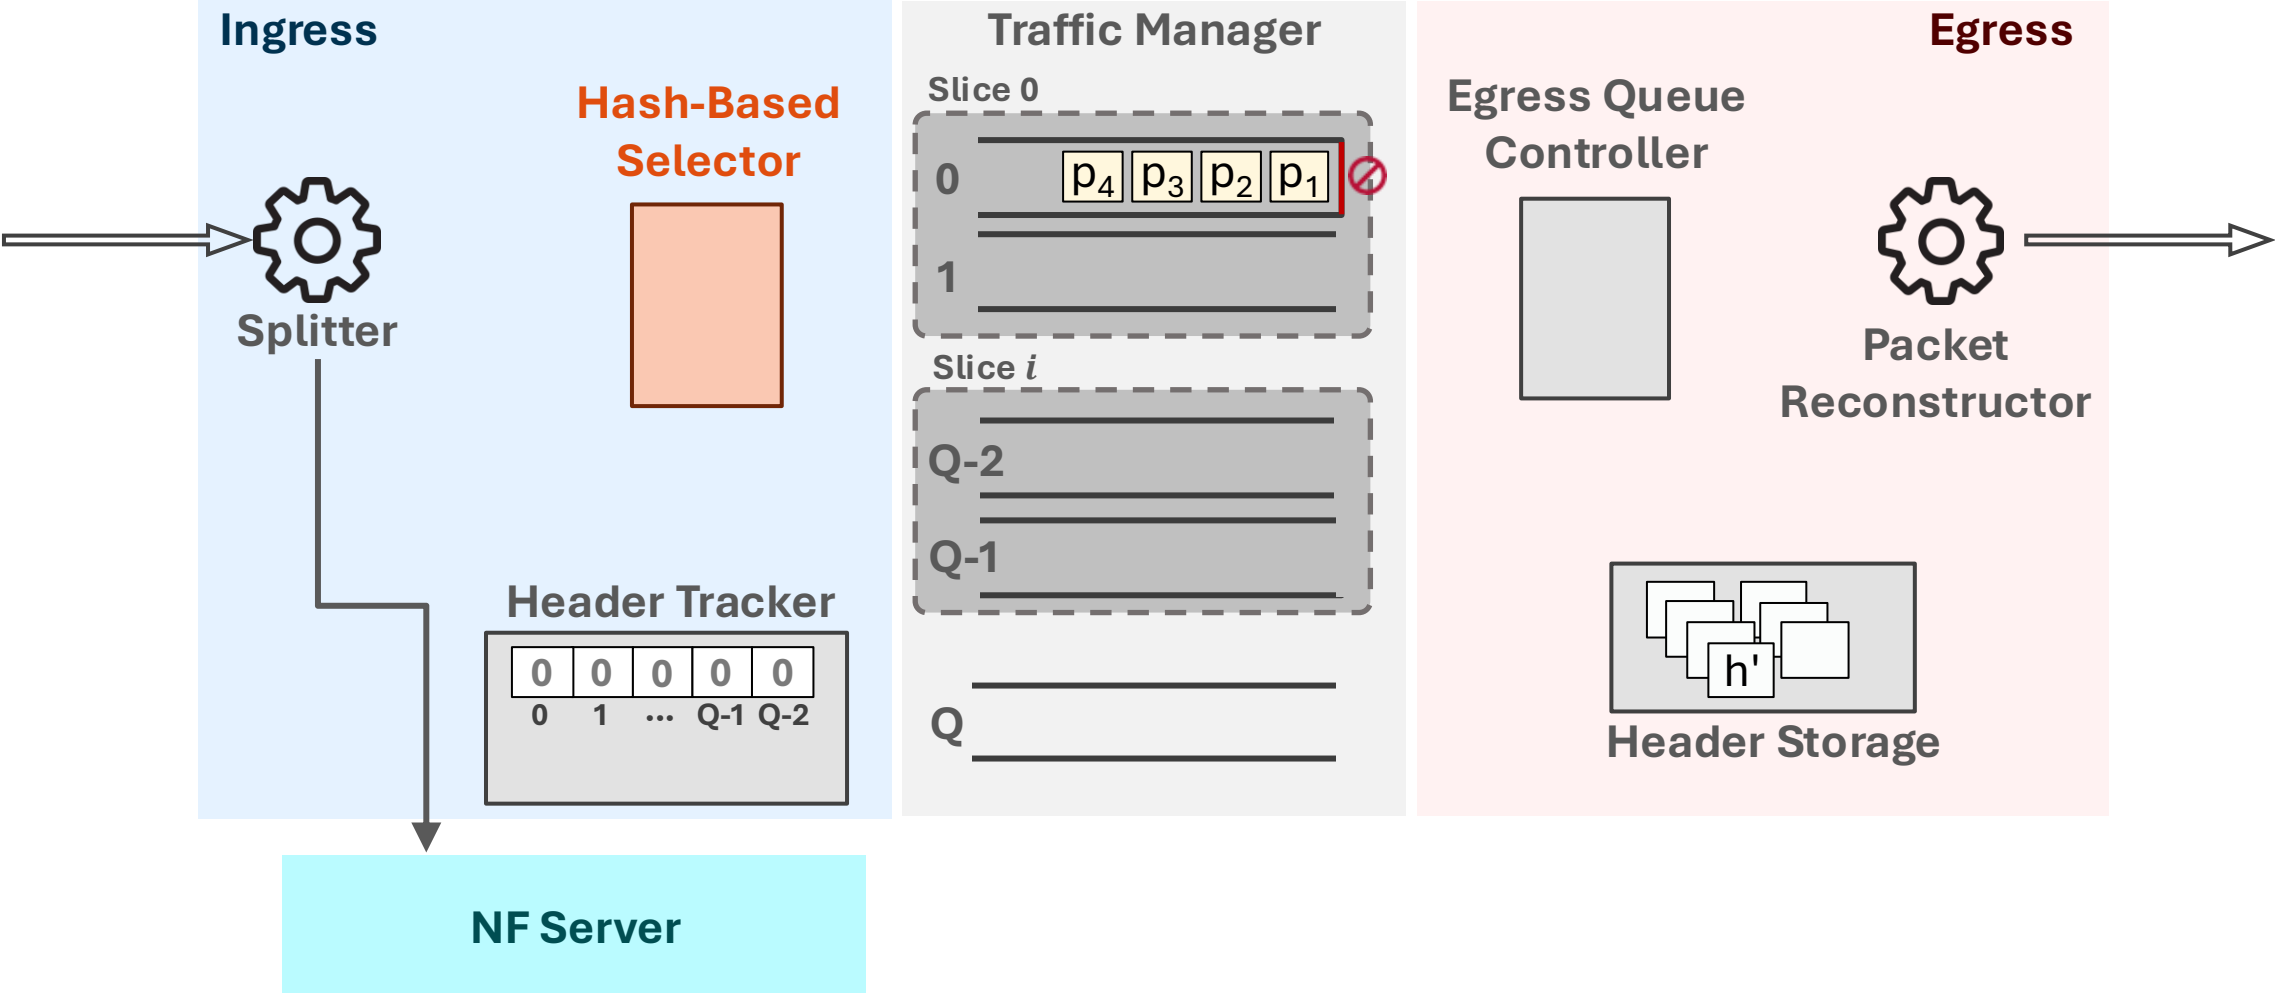 Ingress
Traffic Manager
Egress
Hash-Based
Selector
Slice 0
Egress Queue
Controller
0
p4 p3 p2 p1
1
Splitter
Packet
Reconstructor
Slice i
Q-2
Q-1
Header Tracker
0 0 0 0 0
0 1 ... Q-1 Q-2
Q
h'
Header Storage
NF Server